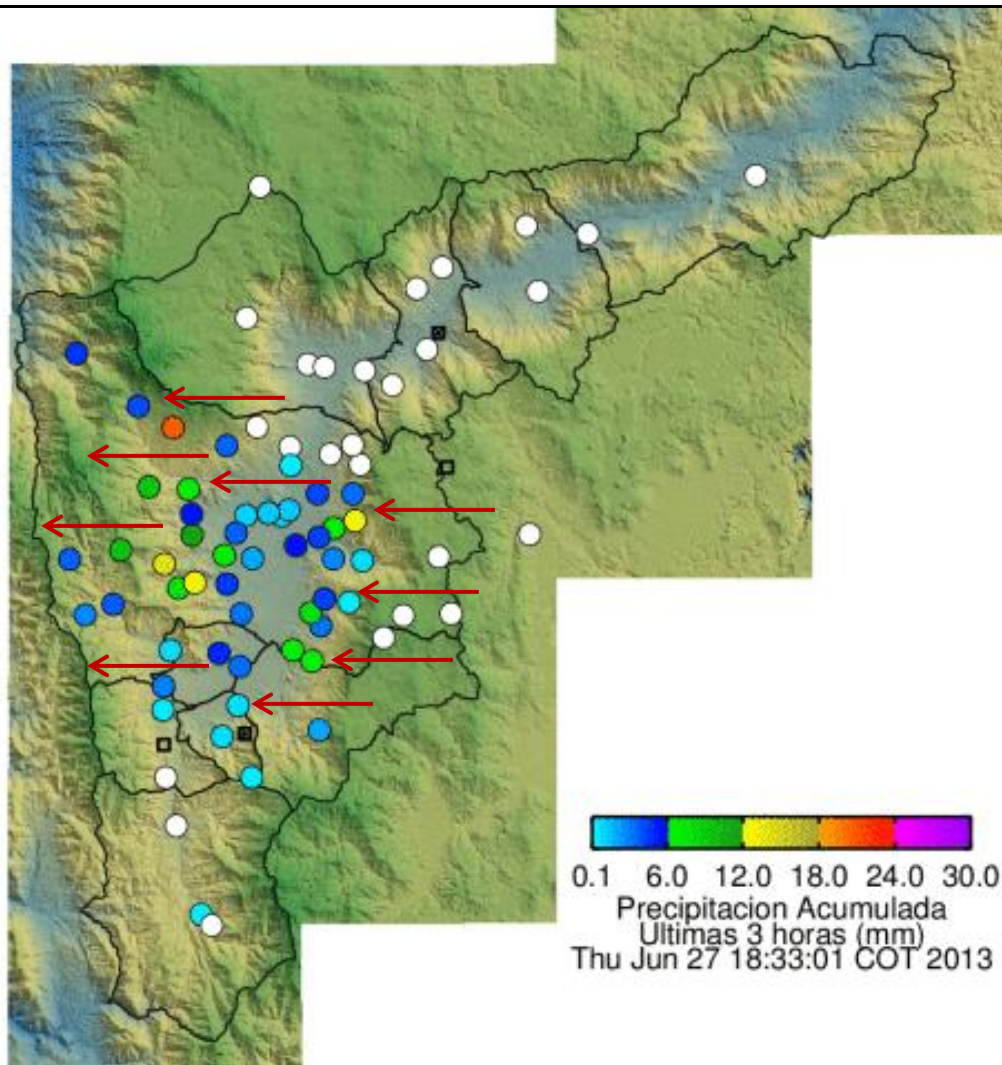 0.1 6.0 12.0 18.0 24.0 30.0
Precipitacion Acumulada
Ultimas 3 horas (mm)
Thu Jun 27 18:33:01 COT 2013